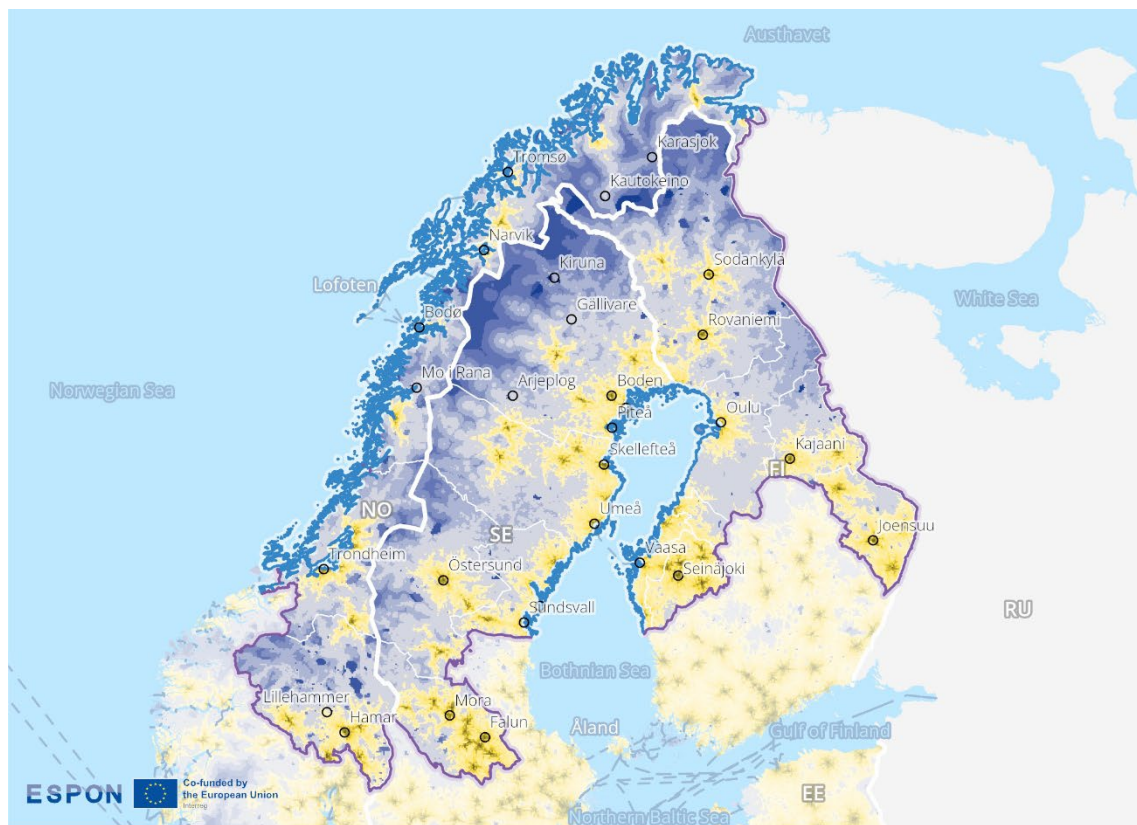 Austhavet
Karasjok
Tromsø
Kautokeino
Narvik
Sodankylä
Kiruna
Lofoten
White Sea
Gällivare
Bodø
Rovaniemi
Norwegian Sea
Mo i Rana
Arjeplog
Boden
Piteå
Oulu
Skellefteå
Kajaani
FI
NO
Umeå
SE
Joensuu
Vaasa
Trondheim
Östersund
Seinäjoki
RU
Sundsvall
Bothnian Sea
Lillehammer
Mora
Hamar
Falun
Åland
Gulf of Finland
ESPON
Co-funded by
the European Union
Interreg
EE
Northern Baltic Sea